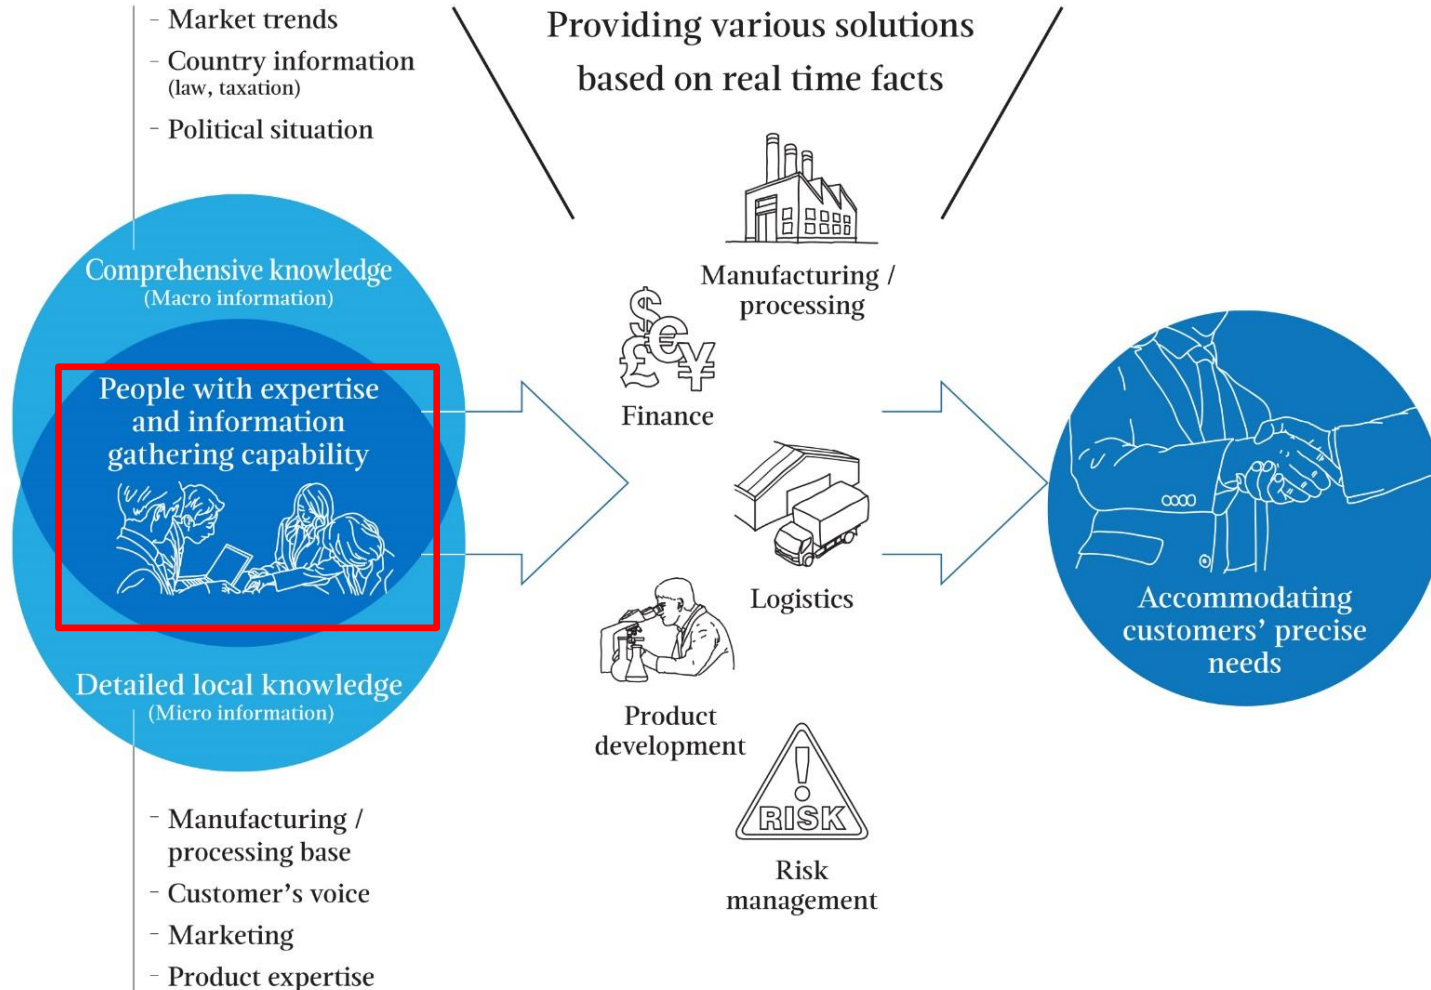 - Market trends
- Country information
(law, taxation)
- Political situation
Comprehensive knowledge
(Macro information)
People with expertise
and information
gathering capability
Detailed local knowledge
(Micro information)
- Manufacturing /
processing base
- Customer's voice
- Marketing
- Product expertise
Providing various solutions
based on real time facts
Manufacturing /
processing
Finance
Logistics
Product
development
RISK
Risk
management
Accommodating
customers' precise
needs